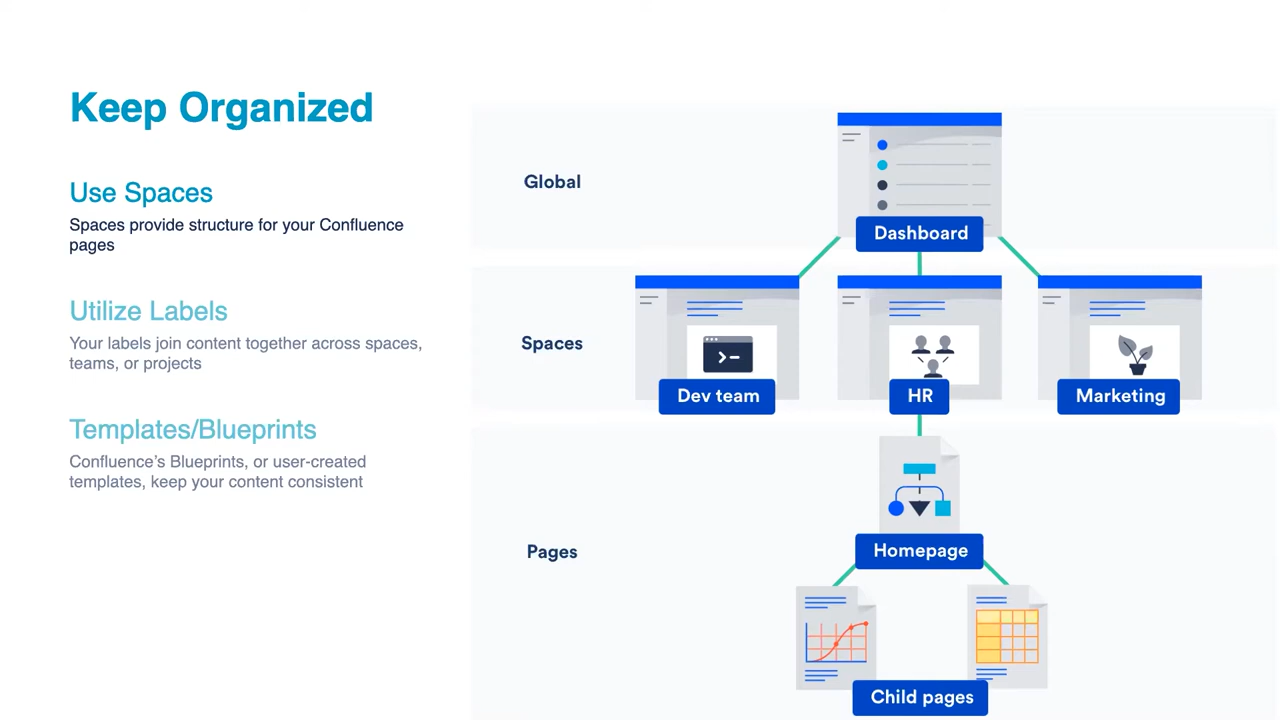 Keep Organized
Use Spaces
Spaces provide structure for your Confluence
pages
Utilize Labels
Your labels join content together across spaces,
teams, or projects
Templates/Blueprints
Confluence’s Blueprints, or user-created
templates, keep your content consistent
Global
Dashboard
Spaces
Dev team
HR
Marketing
Pages
Homepage
Child pages